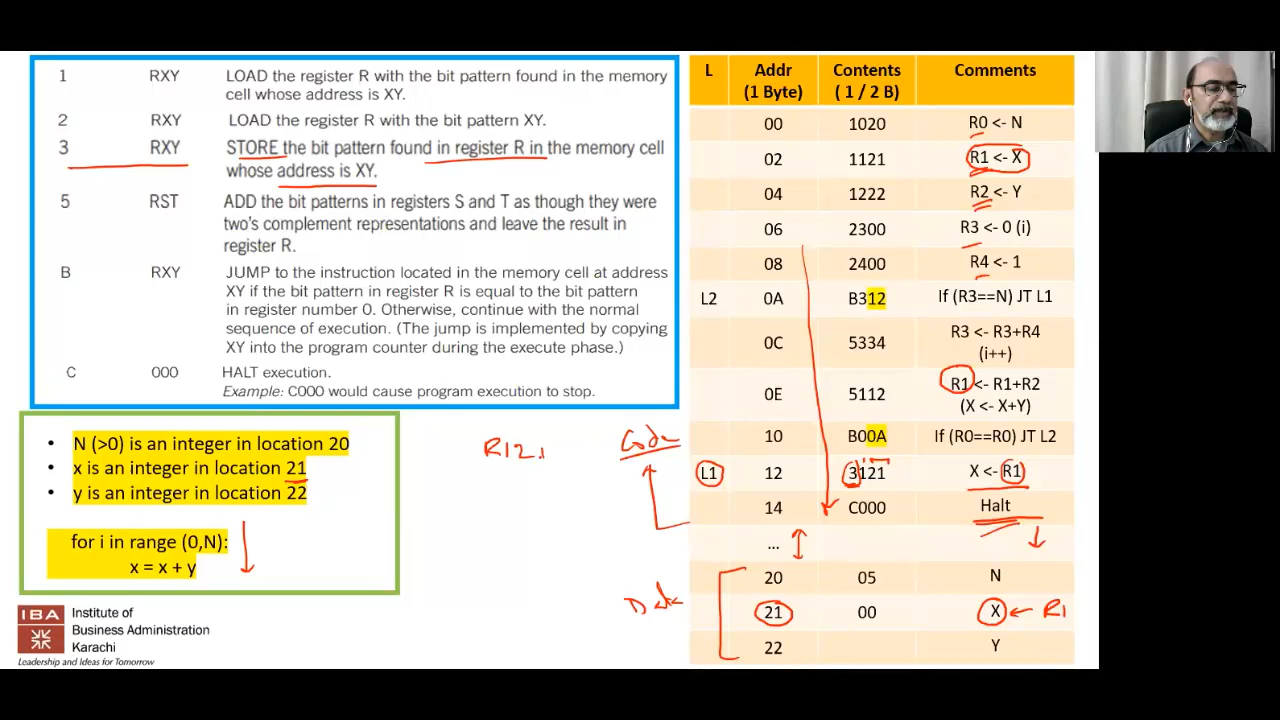 1 RXY LOAD the register R with the bit pattern found in the memory
cell whose address is XY.
2 RXY LOAD the register R with the bit pattern XY.
3 RXY STORE the bit pattern found in register R in the memory cell
whose address is XY.
5 RST ADD the bit patterns in registers S and T as though they were
two's complement representations and leave the result in
register R.
B RXY JUMP to the instruction located in the memory cell at address
XY if the bit pattern in register R is equal to the bit pattern
in register number 0. Otherwise, continue with the normal
sequence of execution. (The jump is implemented by copying
XY into the program counter during the execute phase.)
C 000 HALT execution.
Example: C000 would cause program execution to stop.
• N (>0) is an integer in location 20
• x is an integer in location 21
• y is an integer in location 22
for i in range (0,N):
x = x + y
IBA Institute of
Business Administration
Karachi
Leadership and Ideas for Tomorrow
Code
Data
L Addr Contents Comments
(1 Byte) ( 1 / 2 B)
00 1020 R0 <- N
02 1121 R1 <- X
04 1222 R2 <- Y
06 2300 R3 <- 0 (i)
08 2400 R4 <- 1
L2 0A B312 If (R3==N) JT L1
0C 5334 R3 <- R3+R4
(i++)
0E 5112 R1 <- R1+R2
(X <- X+Y)
10 B00A If (R0==R0) JT L2
L1 12 3121 X <- R1
14 C000 Halt
...
20 05 N
21 00 X ← R1
22 Y